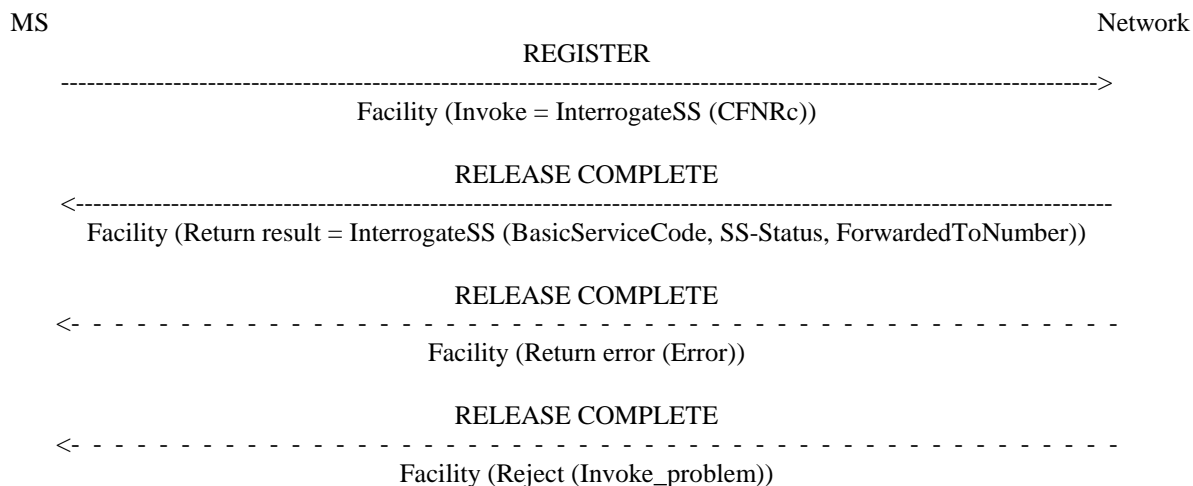 MS Network
REGISTER
------------------------------------------------------------------------------------------------------------------------>
Facility (Invoke = InterrogateSS (CFNRc))
RELEASE COMPLETE
<------------------------------------------------------------------------------------------------------------------------
Facility (Return result = InterrogateSS (BasicServiceCode, SS-Status, ForwardedToNumber))
RELEASE COMPLETE
<- - - - - - - - - - - - - - - - - - - - - - - - - - - - - - - - - - - - - - - - - - - - - - - - - - - - - - - - -
Facility (Return error (Error))
RELEASE COMPLETE
<- - - - - - - - - - - - - - - - - - - - - - - - - - - - - - - - - - - - - - - - - - - - - - - - - - - - - - - - -
Facility (Reject (Invoke_problem))